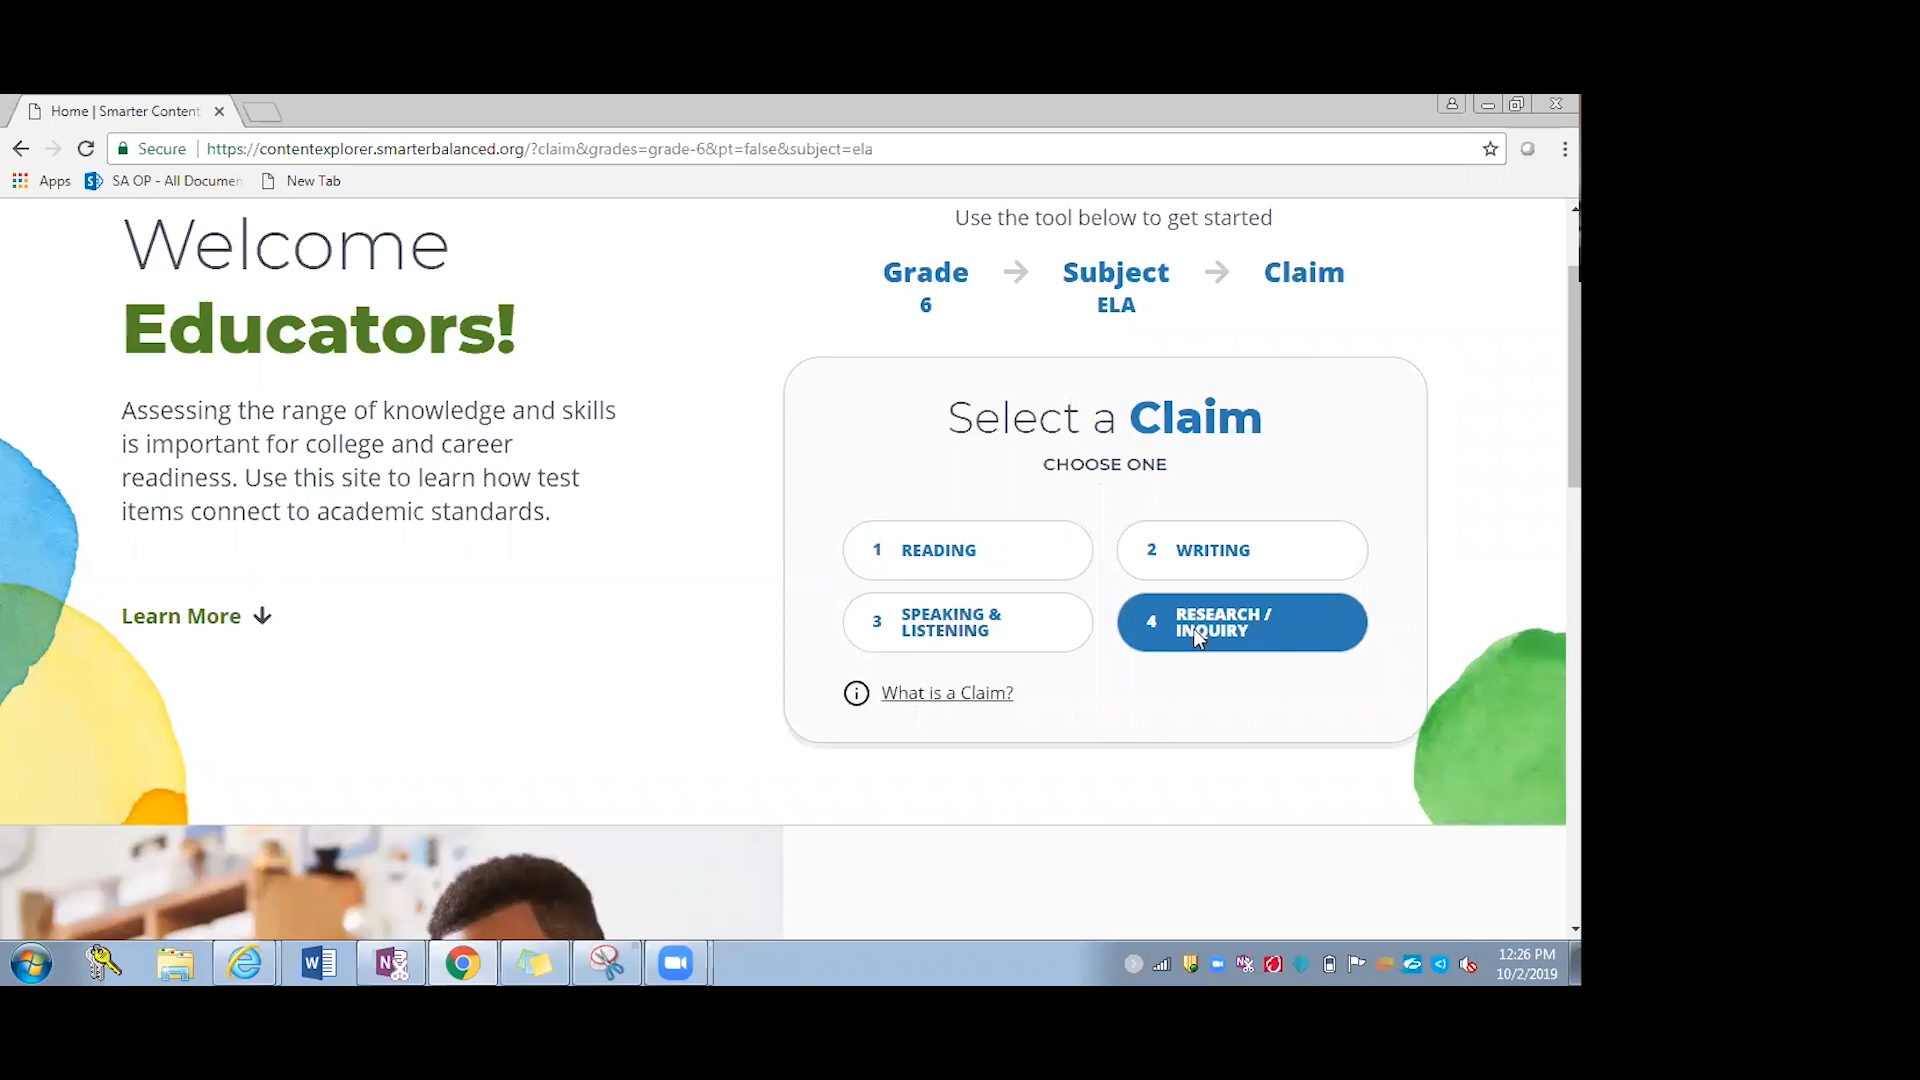 Home | Smarter Content
Secure
https://contentexplorer.smarterbalanced.org/?claim&grades=grade-6&pt=false&subject=ela
Apps
SA OP - All Documen
New Tab
Welcome
Educators!
Assessing the range of knowledge and skills
is important for college and career
readiness. Use this site to learn how test
items connect to academic standards.
Learn More
Use the tool below to get started
Grade
Subject
Claim
6
ELA
Select a Claim
CHOOSE ONE
1 READING
2 WRITING
3 SPEAKING &
LISTENING
4 RESEARCH /
INQUIRY
What is a Claim?
12:26 PM
10/2/2019